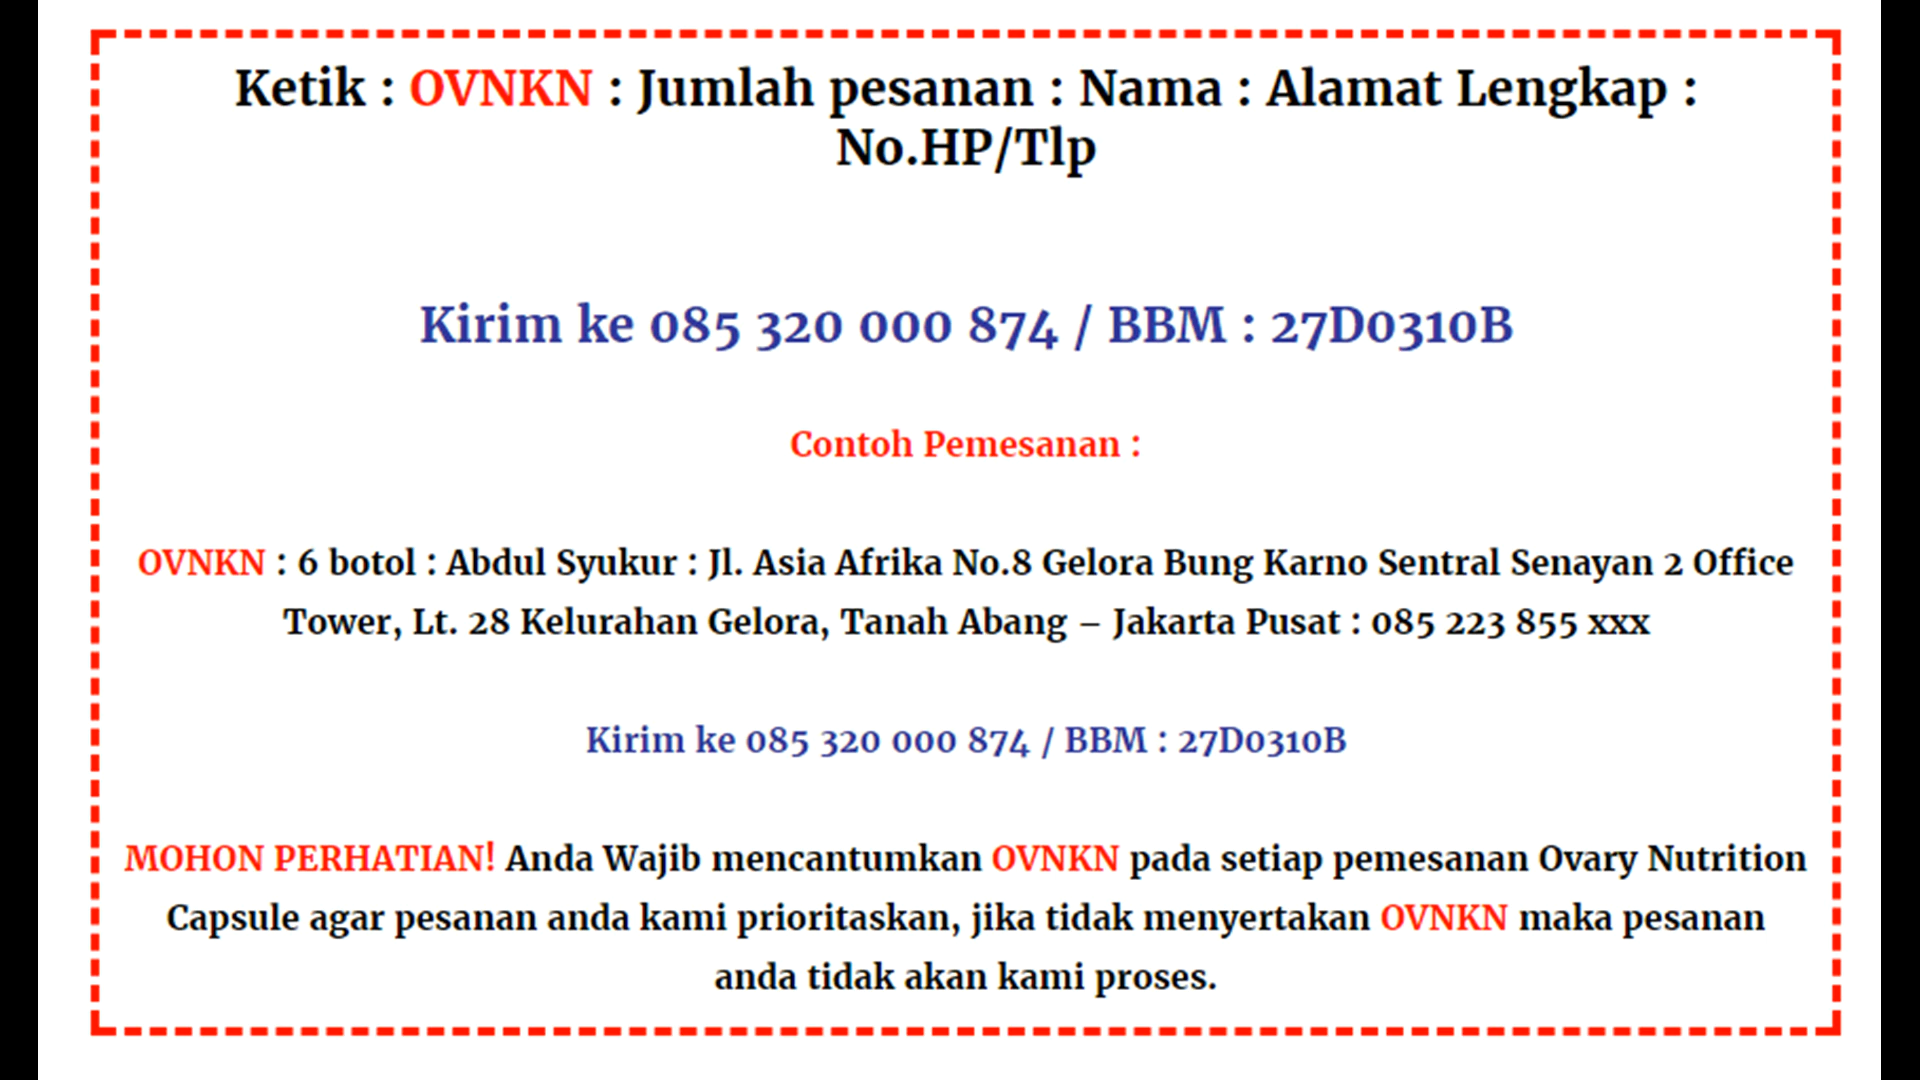 Ketik : OVNKN : Jumlah pesanan : Nama : Alamat Lengkap :
No.HP/Tlp
Kirim ke 085 320 000 874 / BBM : 27D0310B
Contoh Pemesanan :
OVNKN : 6 botol : Abdul Syukur : Jl. Asia Afrika No.8 Gelora Bung Karno Sentral Senayan 2 Office
Tower, Lt. 28 Kelurahan Gelora, Tanah Abang – Jakarta Pusat : 085 223 855 xxx
Kirim ke 085 320 000 874 / BBM : 27D0310B
MOHON PERHATIAN! Anda Wajib mencantumkan OVNKN pada setiap pemesanan Ovary Nutrition
Capsule agar pesanan anda kami prioritaskan, jika tidak menyertakan OVNKN maka pesanan
anda tidak akan kami proses.